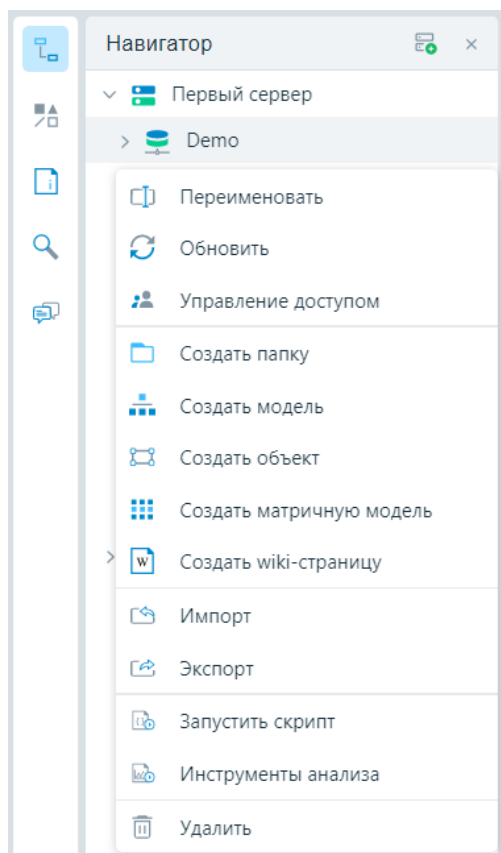 Навигатор
Первый сервер
Demo
Переименовать
Обновить
Управление доступом
Создать папку
Создать модель
Создать объект
Создать матричную модель
Создать wiki-страницу
Импорт
Экспорт
Запустить скрипт
Инструменты анализа
Удалить